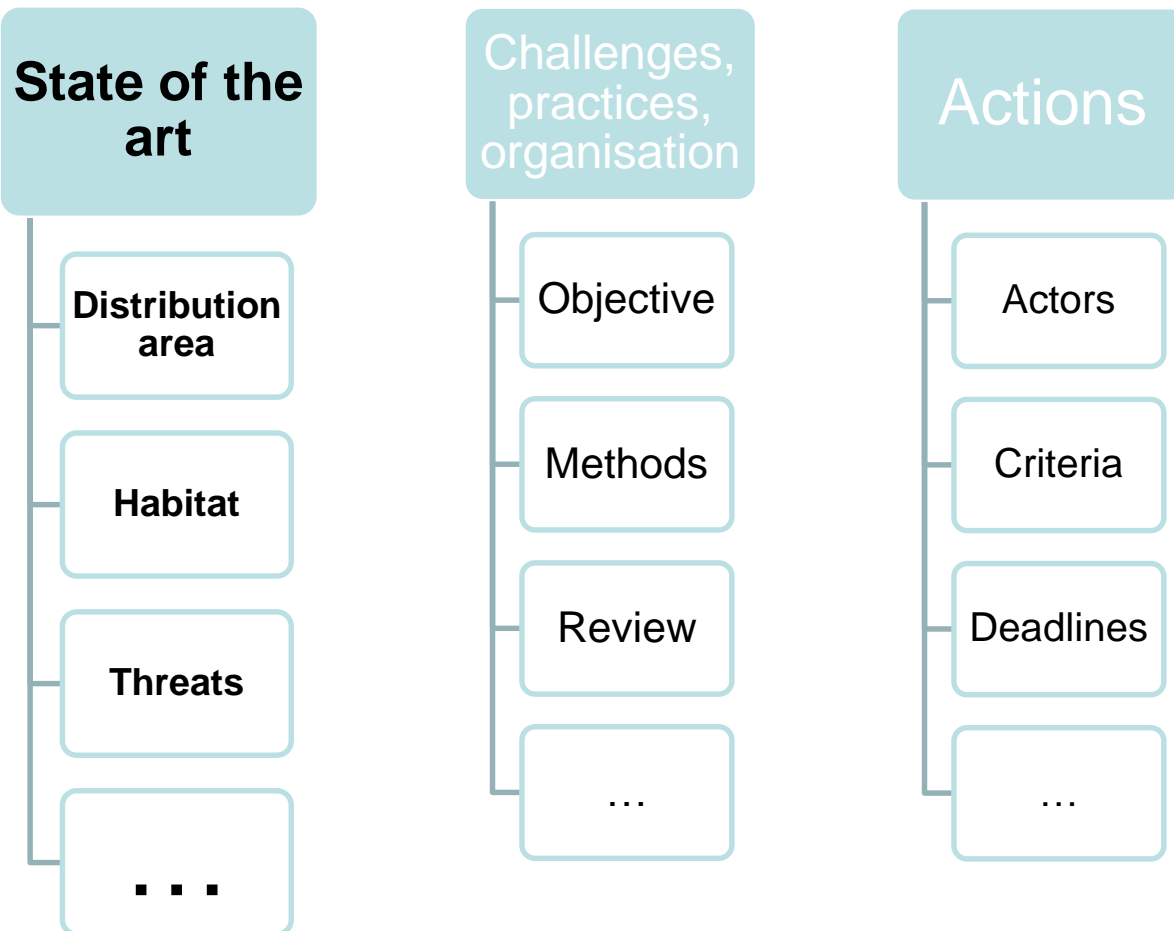 State of the
art
Distribution
area
Habitat
Threats
...
Challenges,
practices,
organisation
Objective
Methods
Review
...
Actions
Actors
Criteria
Deadlines
...